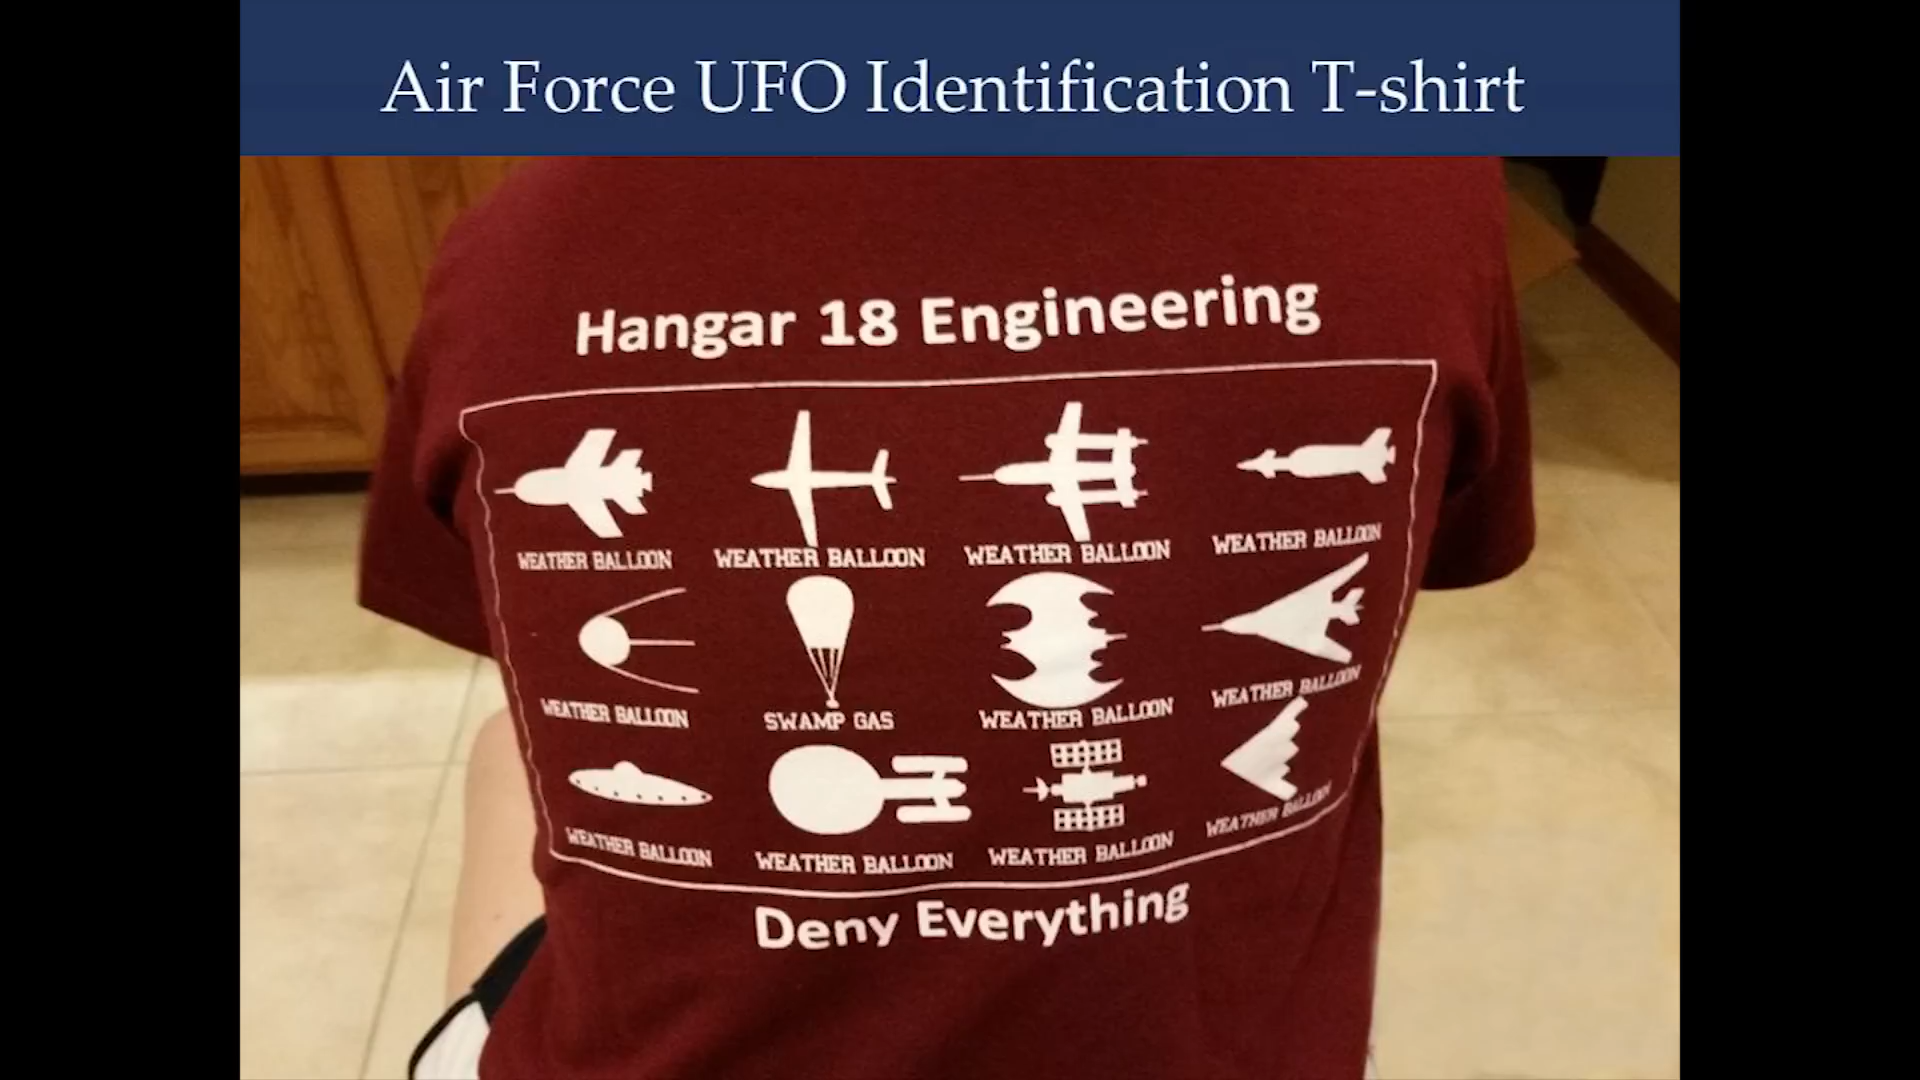 Air Force UFO Identification T-shirt
Hangar 18 Engineering
WEATHER BALLOON WEATHER BALLOON WEATHER BALLOON WEATHER BALLOON
WEATHER BALLOON SWAMP GAS WEATHER BALLOON WEATHER BALLOON
WEATHER BALLOON WEATHER BALLOON WEATHER BALLOON WEATHER BALLOON
Deny Everything